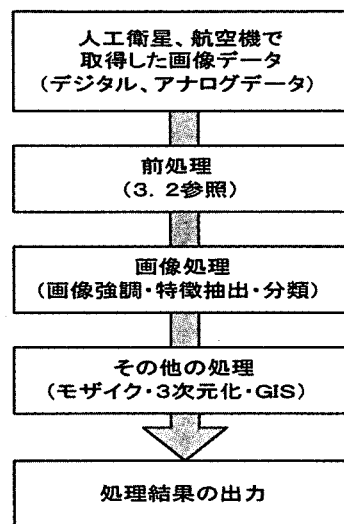 人工衛星、航空機で
取得した画像データ
(デジタル、アナログデータ)
前処理
(3.2参照)
画像処理
(画像強調・特徴抽出・分類)
その他の処理
(モザイク・3次元化・GIS)
処理結果の出力